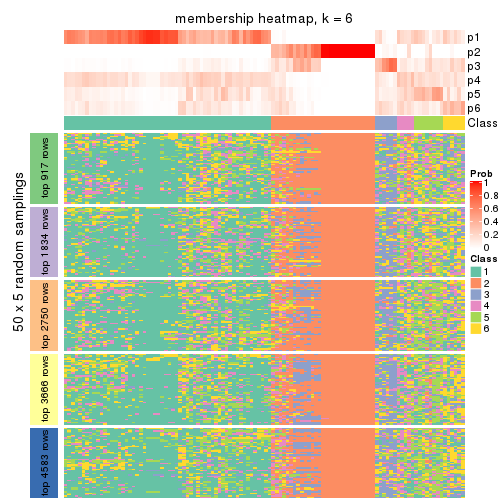 membership heatmap, k = 6
p1
p2
p3
p4
p5
p6
Class
50 x 5 random samplings
top 917 rows
top 1834 rows
top 2750 rows
top 3666 rows
top 4583 rows
Prob
1
0.8
0.6
0.4
0.2
0
Class
1
2
3
4
5
6